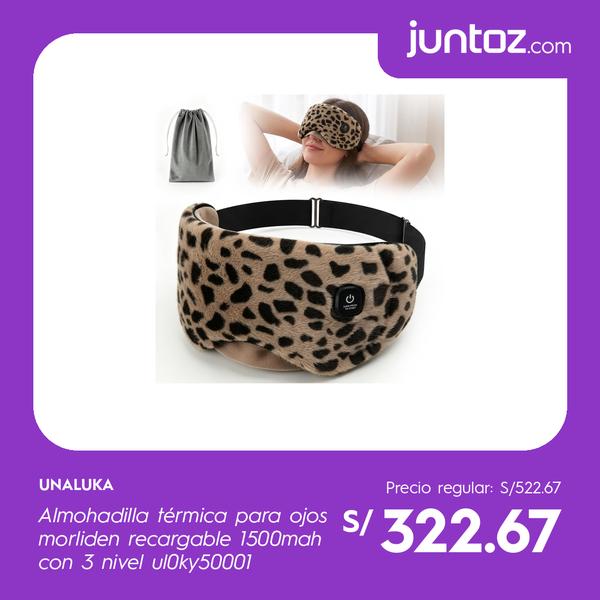 juntoz.com
UNALUKA
Almohadilla térmica para ojos
morliden recargable 1500mah
con 3 nivel ul0ky50001
Precio regular: S/522.67
S/322.67